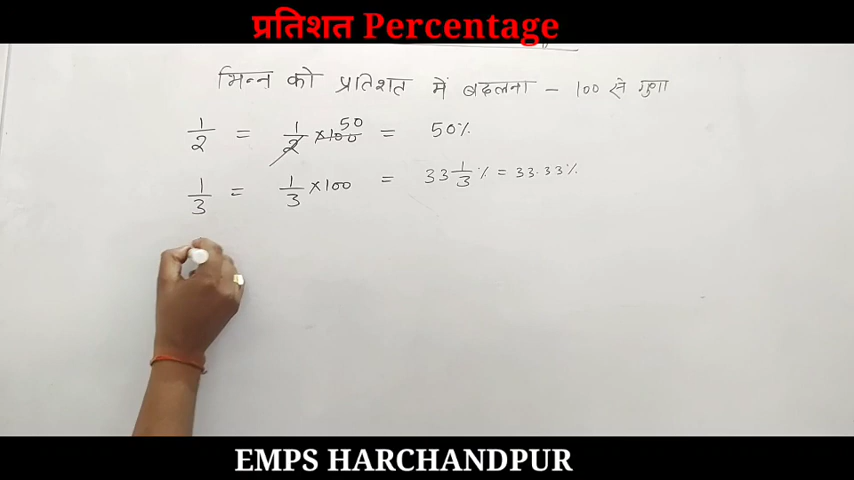 प्रतिशत Percentage
भिन्न को प्रतिशत में बदलना - 100 से गुणा
1/2 = 1/2 ×100 50 = 50%
1/3 = 1/3 ×100 = 33 1/3 % = 33.33%
EMPS HARCHANDPUR